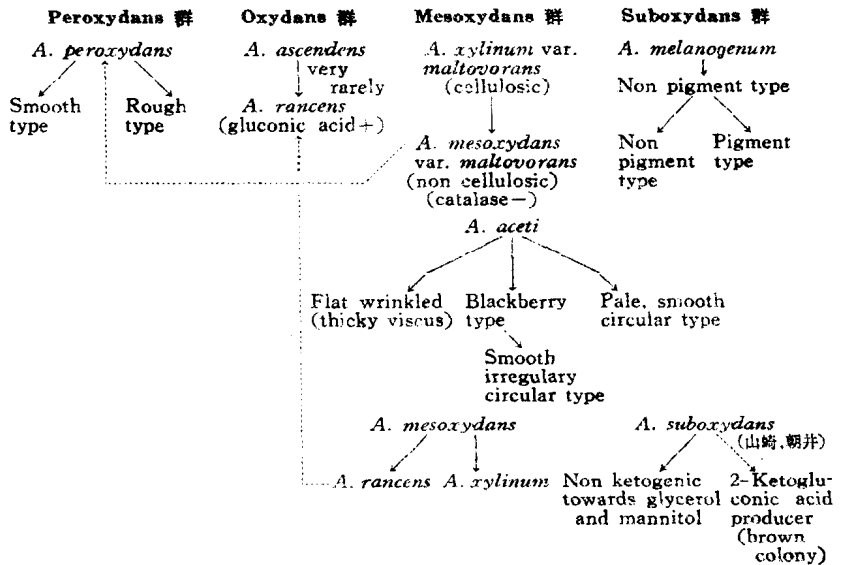 Peroxydans 群 Oxydans 群 Mesoxydans 群 Suboxydans 群
A. peroxydans
Smooth type
Rough type
A. ascendens
very rarely
A. rancens
(gluconic acid+)
A. xylinum var.
maltovorans
(cellulosic)
A. mesoxydans
var. maltovorans
(non cellulosic)
(catalase−)
A. melanogenum
Non pigment type
Non pigment type
Pigment type
A. aceti
Flat wrinkled
(thicky viscus)
Blackberry
type
Pale, smooth
circular type
Smooth
irregulary
circular type
A. mesoxydans
A. rancens A. xylinum
A. suboxydans
(山崎,朝井)
Non ketogenic
towards glycerol
and mannitol
2-Ketoglu-
conic acid
producer
(brown
colony)